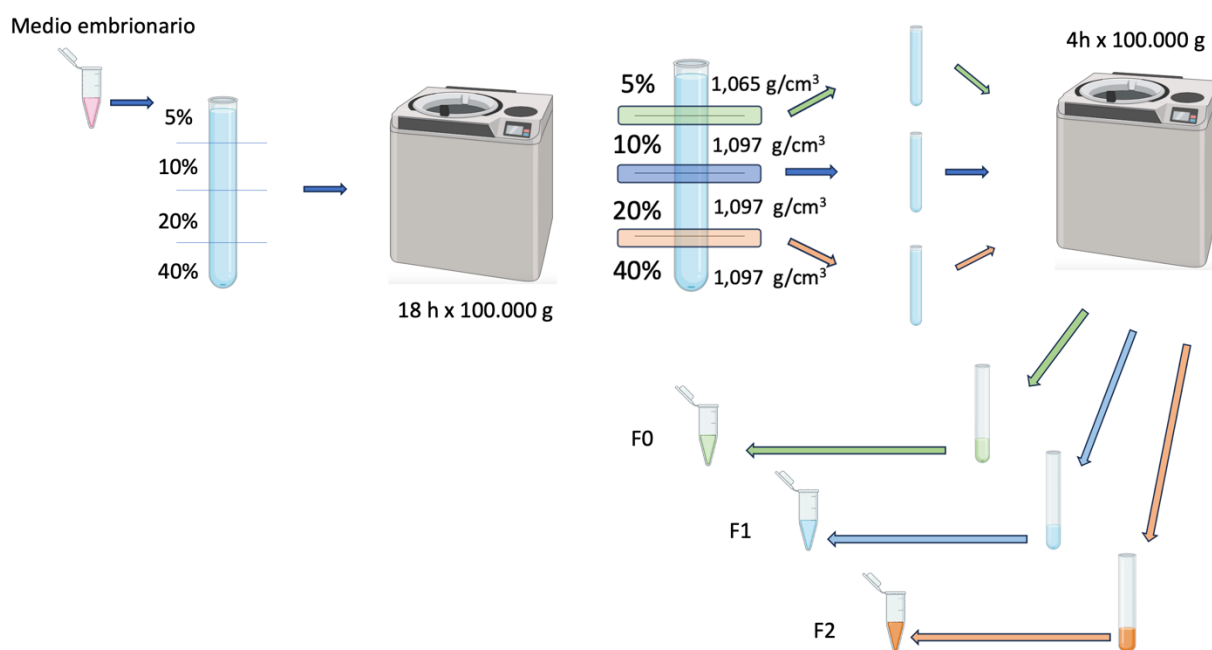 Medio embrionario
5%
10%
20%
40%
18 h x 100.000 g
5% 1,065 g/cm³
10% 1,097 g/cm³
20% 1,097 g/cm³
40% 1,097 g/cm³
4h x 100.000 g
F0
F1
F2